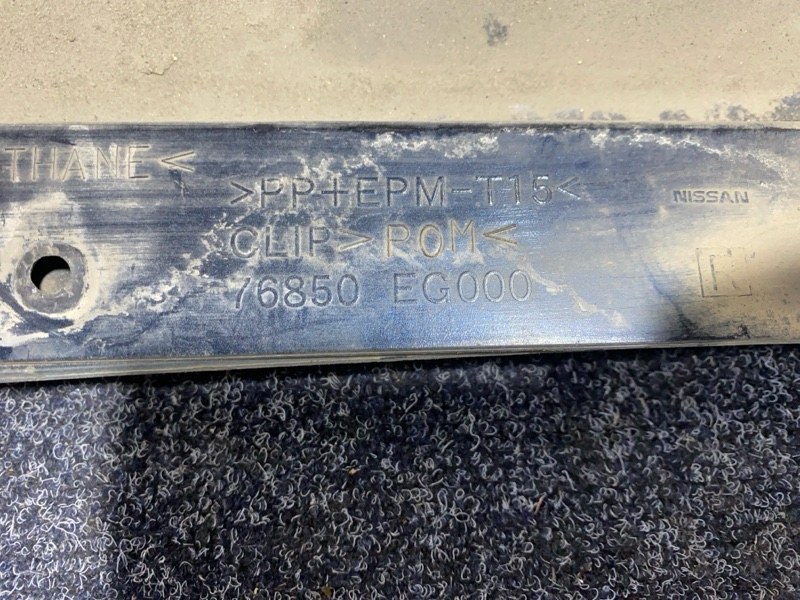 THANE<
>PP+EPM-T15<
CLIP>POM<
76850 EG000
NISSAN